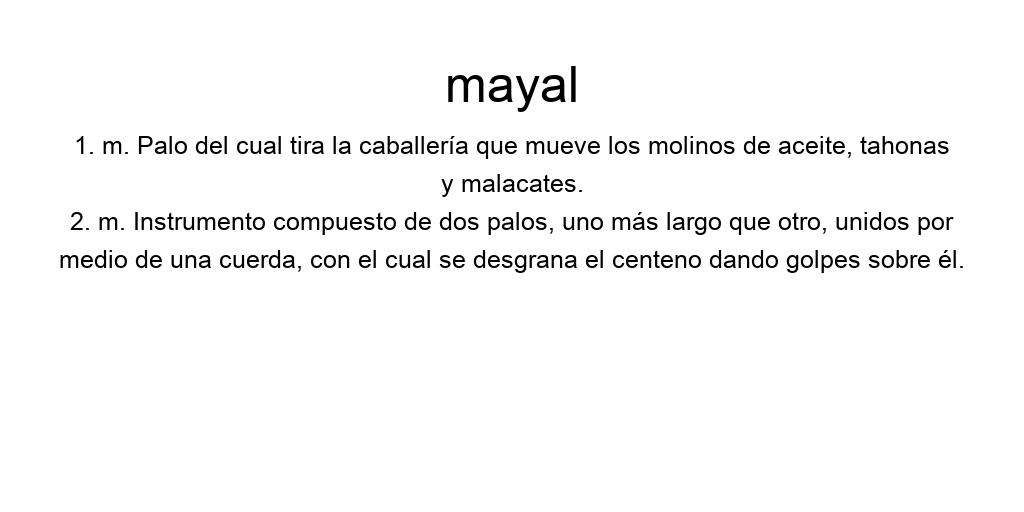 mayal
1. m. Palo del cual tira la caballería que mueve los molinos de aceite, tahonas
y malacates.
2. m. Instrumento compuesto de dos palos, uno más largo que otro, unidos por
medio de una cuerda, con el cual se desgrana el centeno dando golpes sobre él.